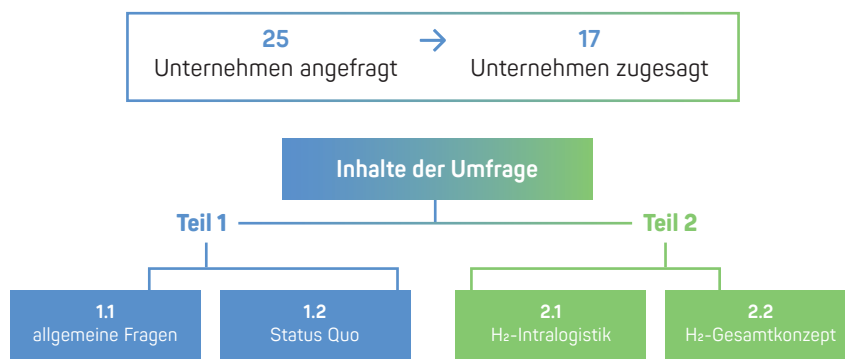 25 → 17
Unternehmen angefragt Unternehmen zugesagt
Inhalte der Umfrage
Teil 1 Teil 2
1.1 1.2 2.1 2.2
allgemeine Fragen Status Quo H₂-Intralogistik H₂-Gesamtkonzept